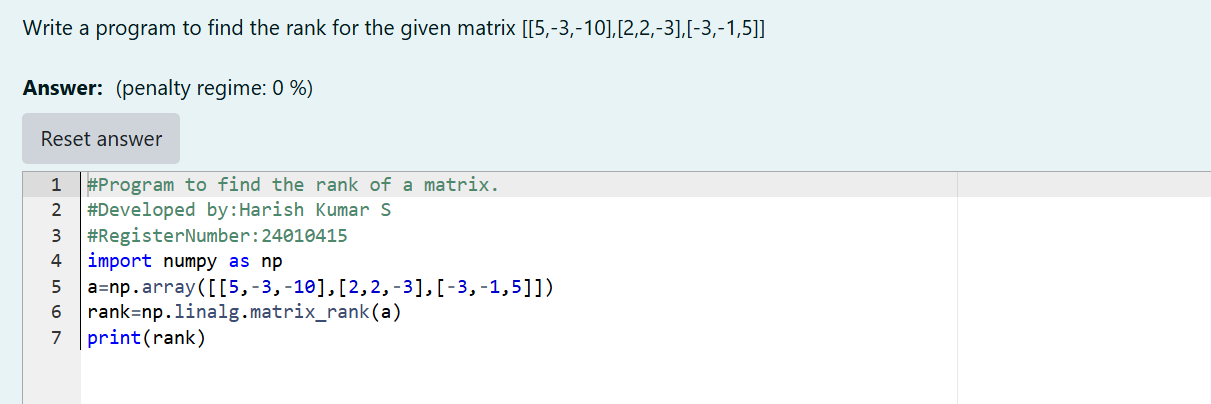 Write a program to find the rank for the given matrix [[5,-3,-10],[2,2,-3],[-3,-1,5]]
Answer: (penalty regime: 0 %)
Reset answer
1 #Program to find the rank of a matrix.
2 #Developed by:Harish Kumar S
3 #RegisterNumber:24010415
4 import numpy as np
5 a=np.array([[5,-3,-10],[2,2,-3],[-3,-1,5]])
6 rank=np.linalg.matrix_rank(a)
7 print(rank)